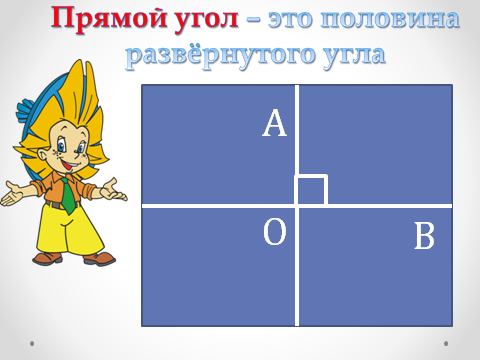 Прямой угол – это половина
развёрнутого угла
А
О
В